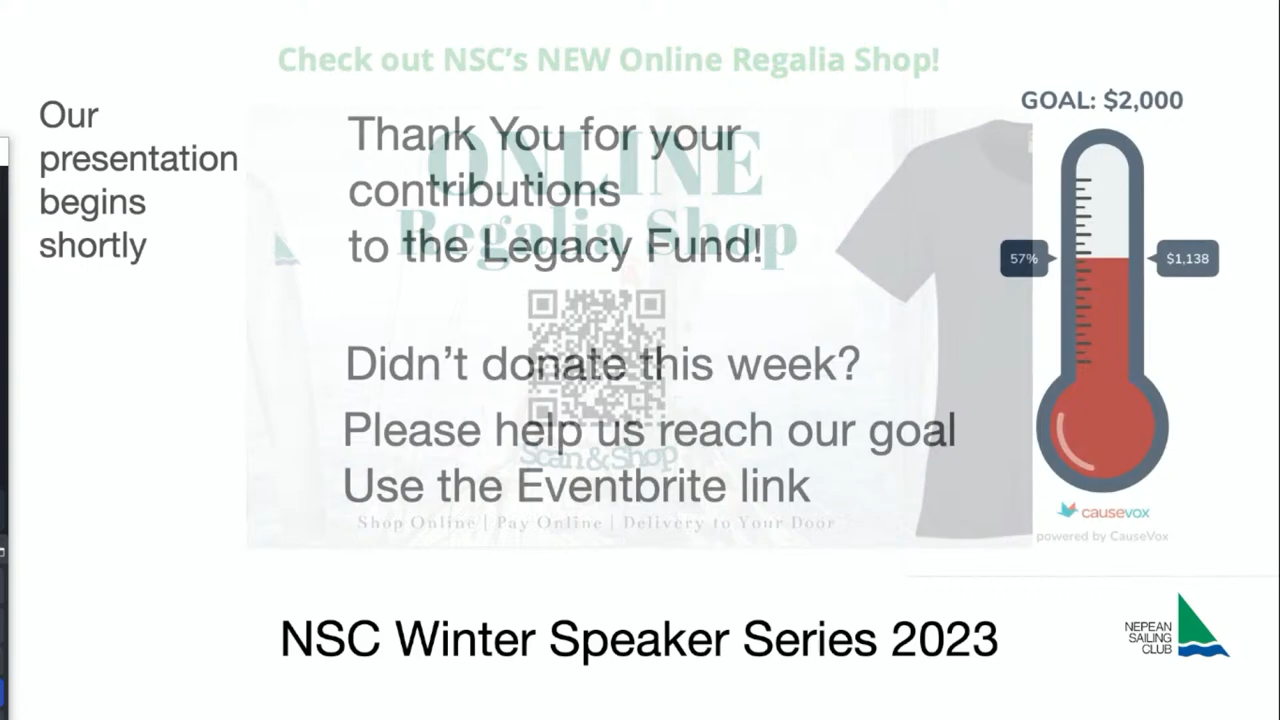 Check out NSC's NEW Online Regalia Shop!
Our
presentation
begins
shortly
Thank You for your
contributions
to the Legacy Fund!
ONLINE
Regalia Shop
Didn't donate this week?
Please help us reach our goal
Use the Eventbrite link
Scan&Shop
Shop Online | Pay Online | Delivery to Your Door
GOAL: $2,000
57%
$1,138
causevox
powered by CauseVox
NSC Winter Speaker Series 2023
NEPEAN
SAILING
CLUB